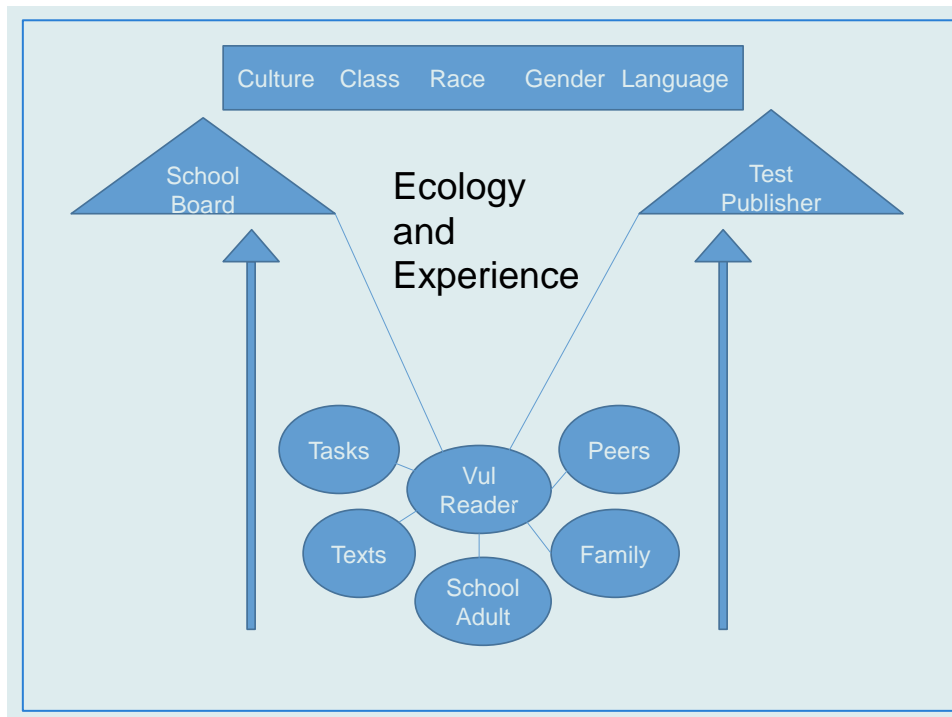 Culture Class Race Gender Language
School
Board
Ecology
and
Experience
Test
Publisher
Tasks
Vul
Reader
Peers
Texts
School
Adult
Family